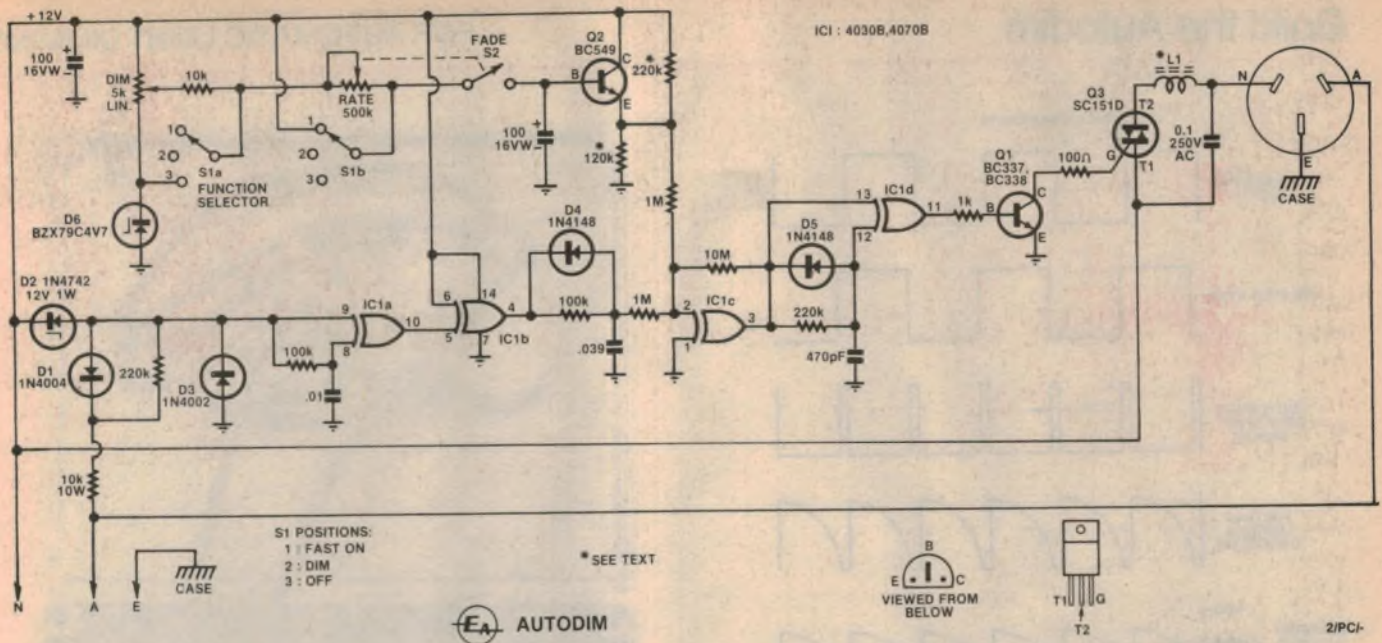 +12V
100
16VW
DIM
5k
LIN.
10k
1
2
3
S1a
FUNCTION
SELECTOR
RATE
500k
1
2
3
S1b
FADE
S2
100
16VW
Q2
BC549
B
C
E
*
220k
*
120k
1M
IC1 : 4030B,4070B
D6
BZX79C4V7
D2 1N4742
12V 1W
D1
1N4004
220k
D3
1N4002
100k
.01
9
8
IC1a
10
6
5
14
7
4
IC1b
D4
1N4148
100k
.039
1M
10M
2
1
IC1c
3
D5
1N4148
220k
470pF
13
12
IC1d
11
1k
Q1
BC337,
BC338
B
C
E
100Ω
Q3
SC151D
T2
G
T1
*L1
0.1
250V
AC
N
A
E
CASE
10k
10W
N
A
E
CASE
S1 POSITIONS:
1 : FAST ON
2 : DIM
3 : OFF
*SEE TEXT
EA AUTODIM
B
E
C
VIEWED FROM
BELOW
T1
G
T2
2/PC/-